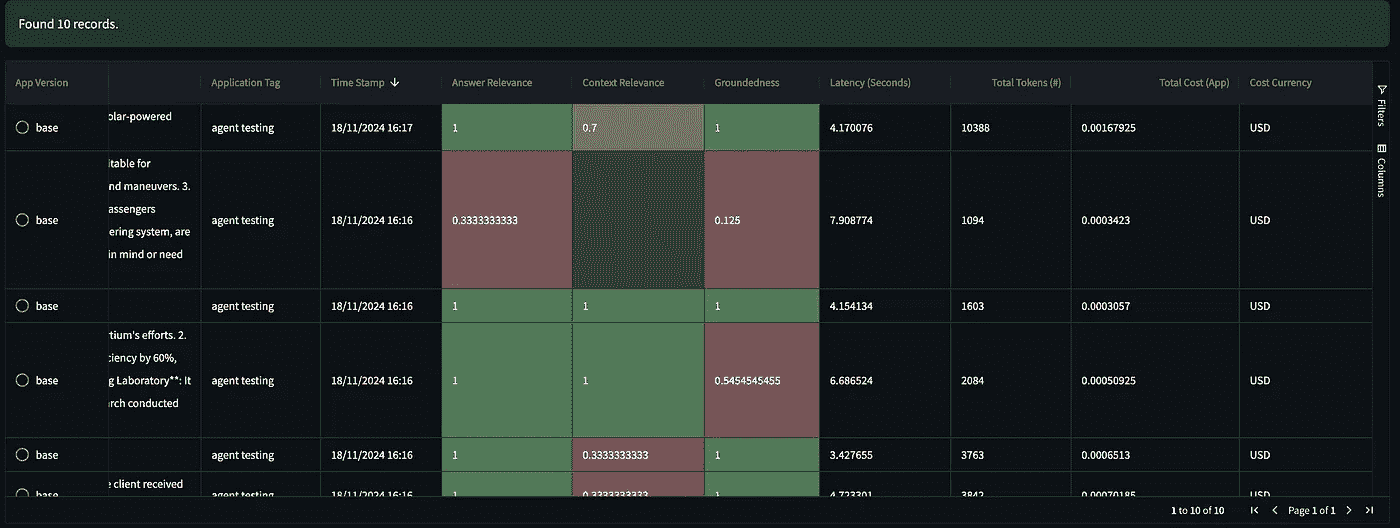 Found 10 records.
App Version Application Tag Time Stamp Answer Relevance Context Relevance Groundedness Latency (Seconds) Total Tokens (#) Total Cost (App) Cost Currency
olar-powered
base agent testing 18/11/2024 16:17 1 0.7 1 4.170076 10388 0.00167925 USD
itable for
nd maneuvers. 3.
assengers
base agent testing 18/11/2024 16:16 0.3333333333 0.125 7.908774 1094 0.0003423 USD
ering system, are
in mind or need
base agent testing 18/11/2024 16:16 1 1 1 4.154134 1603 0.0003057 USD
tium's efforts. 2.
ciency by 60%,
base g Laboratory**: It agent testing 18/11/2024 16:16 1 1 0.5454545455 6.686524 2084 0.00050925 USD
rch conducted
base agent testing 18/11/2024 16:16 1 0.3333333333 1 3.427655 3763 0.0006513 USD
e client received
base agent testing 18/11/2024 16:16 1 0.3333333333 1 4.723301 3842 0.00070185 USD
Filters
Columns
1 to 10 of 10 Page 1 of 1